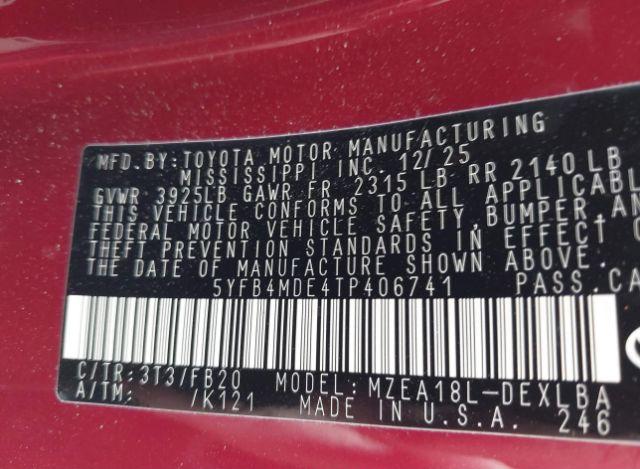 MFD. BY: TOYOTA MOTOR MANUFACTURING
MISSISSIPPI INC. 12/25
GVWR 3925LB GAWR FR 2315 LB RR 2140 LB
THIS VEHICLE CONFORMS TO ALL APPLICABL
FEDERAL MOTOR VEHICLE SAFETY, BUMPER, AN
THEFT PREVENTION STANDARDS IN EFFECT O
THE DATE OF MANUFACTURE SHOWN ABOVE.
5YFB4MDE4TP406741 PASS. CA
C/TR: 3T3/FB20 MODEL: MZEA18L-DEXLBA
A/TM: /K121 MADE IN U.S.A. 246